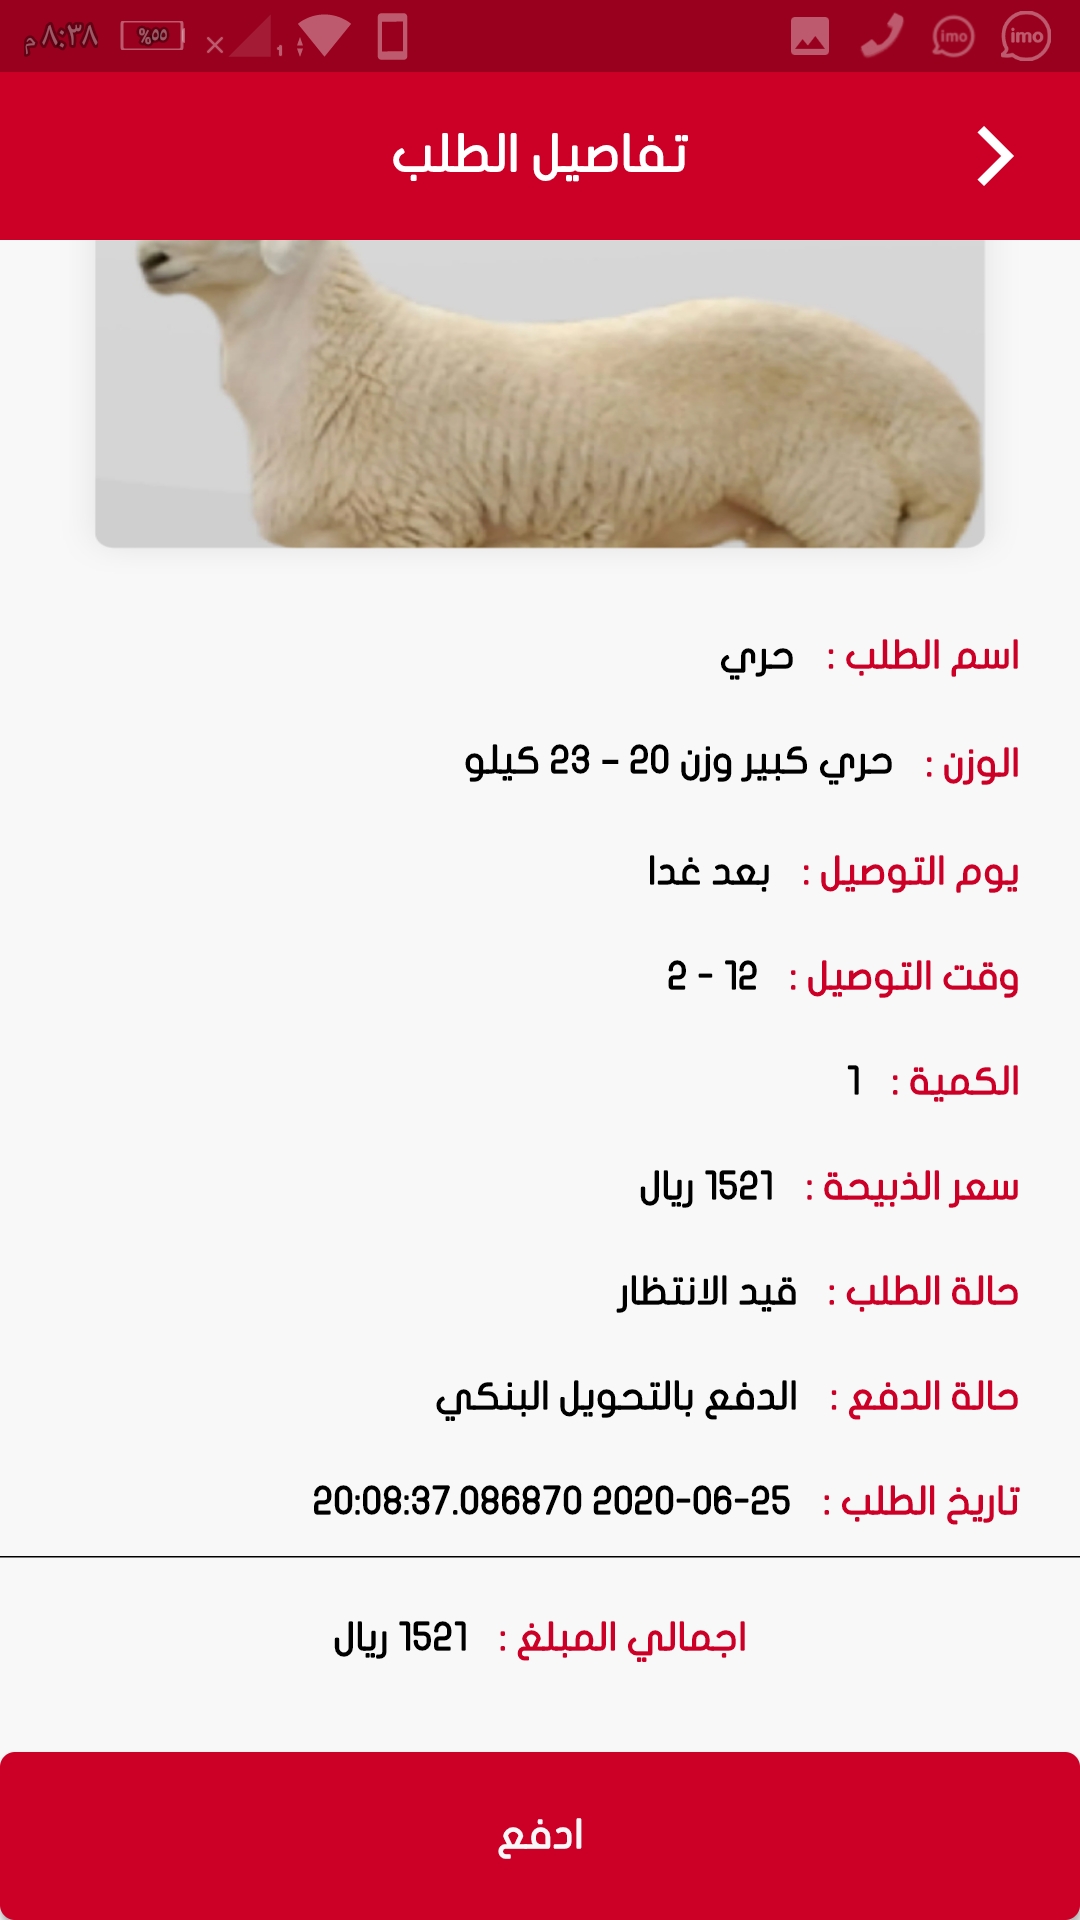 ٨:٣٨ م
%٥٥
١
imo
imo
تفاصيل الطلب
اسم الطلب : حري
الوزن : حري كبير وزن 20 - 23 كيلو
يوم التوصيل : بعد غدا
وقت التوصيل : 12 - 2
الكمية : 1
سعر الذبيحة : 1521 ريال
حالة الطلب : قيد الانتظار
حالة الدفع : الدفع بالتحويل البنكي
تاريخ الطلب : 2020-06-25 20:08:37.086870
اجمالي المبلغ : 1521 ريال
ادفع